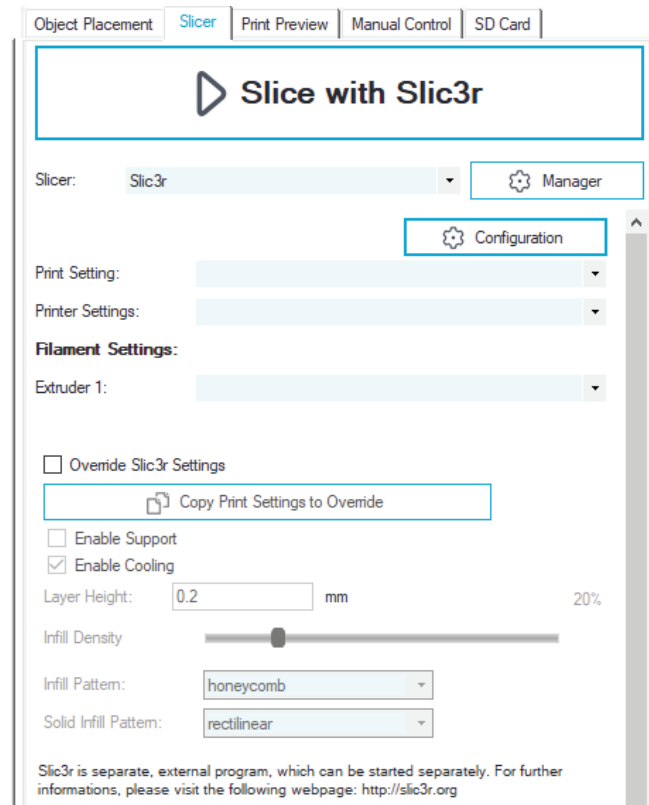 Object Placement Slicer Print Preview Manual Control SD Card
Slice with Slic3r
Slicer: Slic3r Manager
Configuration
Print Setting:
Printer Settings:
Filament Settings:
Extruder 1:
Override Slic3r Settings
Copy Print Settings to Override
Enable Support
Enable Cooling
Layer Height: 0.2 mm 20%
Infill Density
Infill Pattern: honeycomb
Solid Infill Pattern: rectilinear
Slic3r is separate, external program, which can be started separately. For further
informations, please visit the following webpage: http://slic3r.org